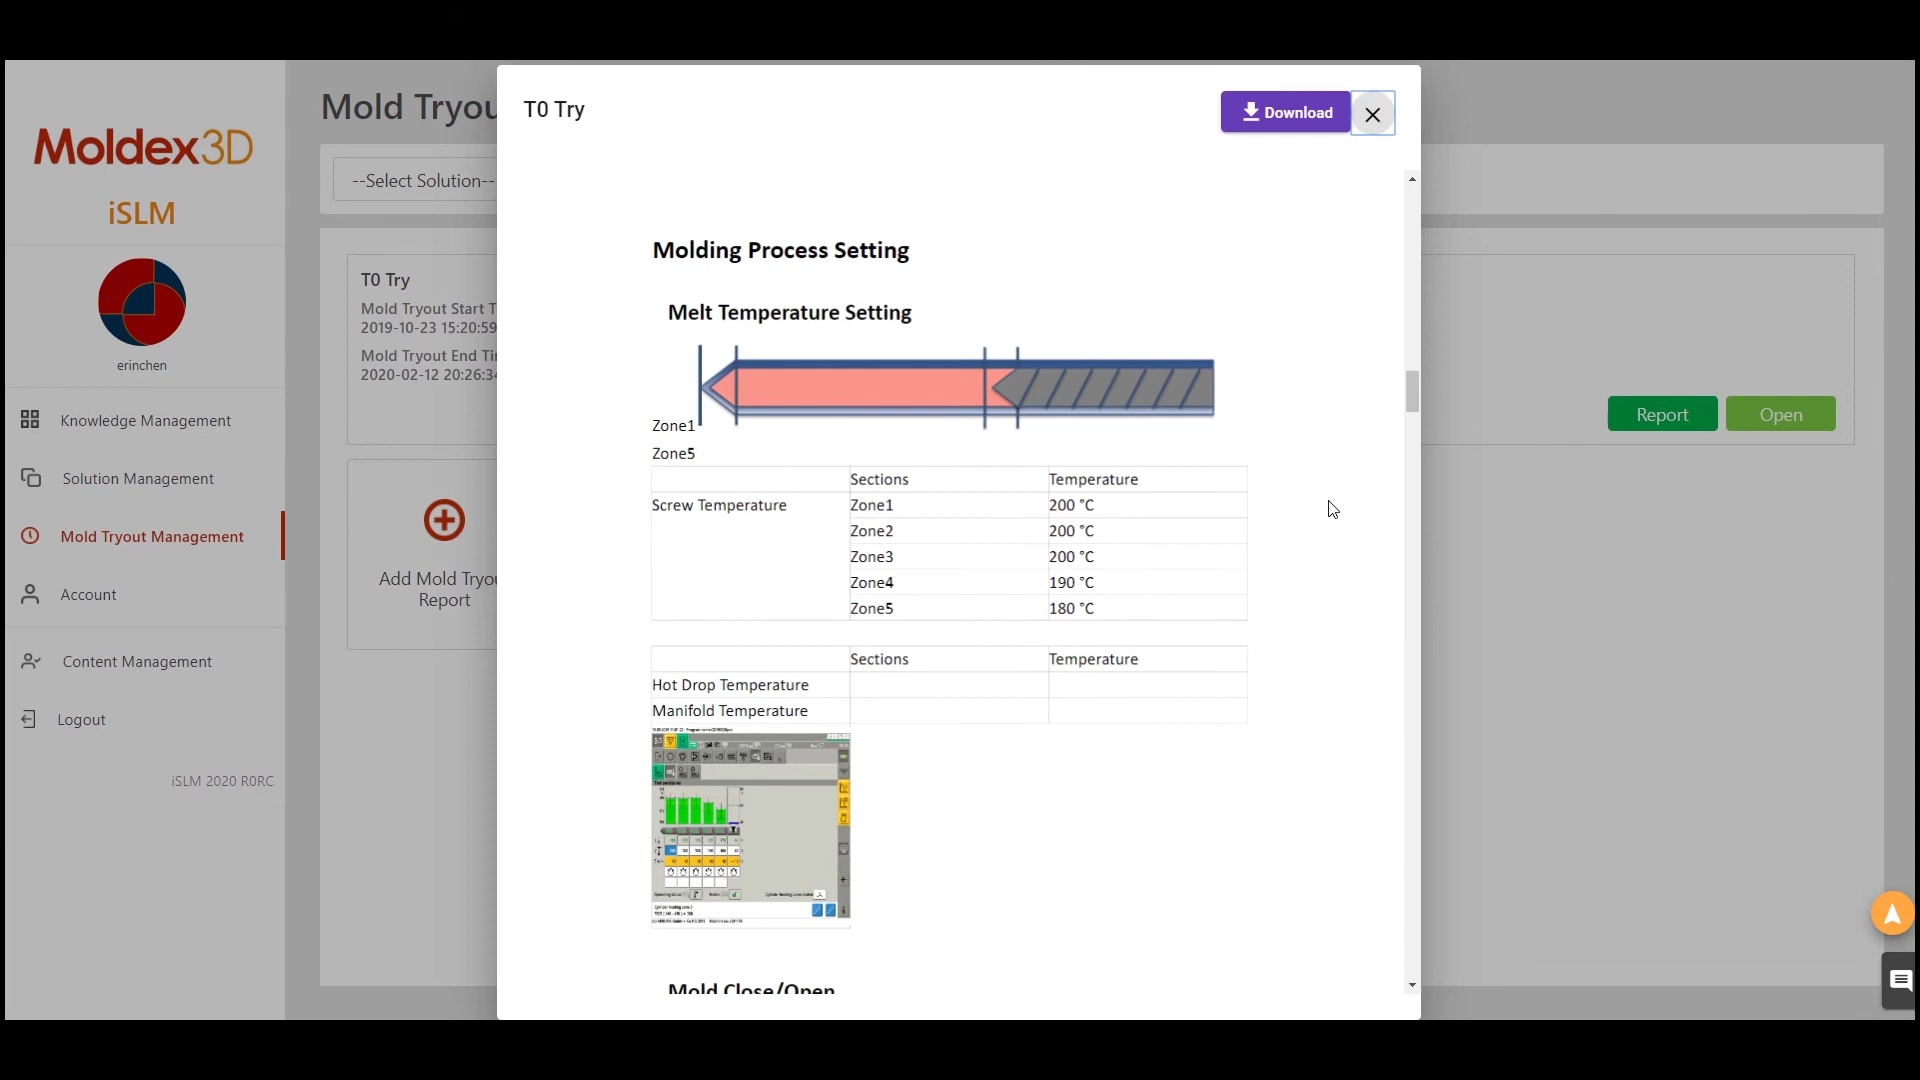 Moldex3D
iSLM
erinchen
Knowledge Management
Solution Management
Mold Tryout Management
Account
Content Management
Logout
iSLM 2020 R0RC
Mold Tryou
--Select Solution--
T0 Try
Mold Tryout Start T
2019-10-23 15:20:59
Mold Tryout End Ti
2020-02-12 20:26:3
Add Mold Tryou
Report
Report
Open
T0 Try
Download
Molding Process Setting
Melt Temperature Setting
Zone1
Zone5
Sections Temperature
Screw Temperature Zone1 200 °C
Zone2 200 °C
Zone3 200 °C
Zone4 190 °C
Zone5 180 °C
Sections Temperature
Hot Drop Temperature
Manifold Temperature
Mold Close/Open